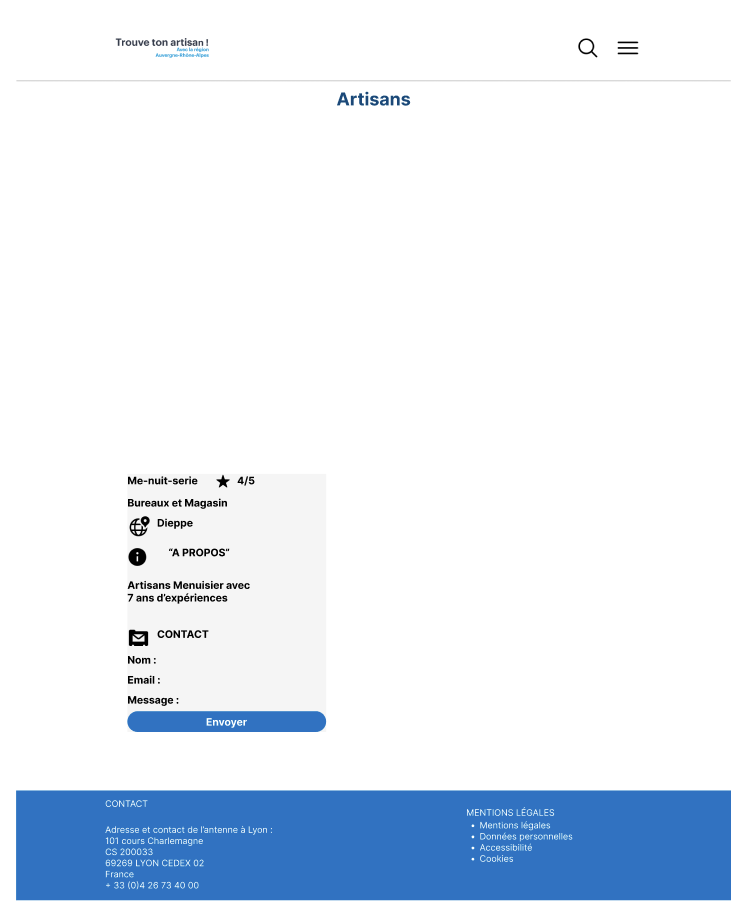 Trouve ton artisan !
Avec la région
Auvergne-Rhône-Alpes
Artisans
Me-nuit-serie 4/5
Bureaux et Magasin
Dieppe
“A PROPOS”
Artisans Menuisier avec
7 ans d’expériences
CONTACT
Nom :
Email :
Message :
Envoyer
CONTACT
Adresse et contact de l’antenne à Lyon :
101 cours Charlemagne
CS 200033
69269 LYON CEDEX 02
France
+ 33 (0)4 26 73 40 00
MENTIONS LÉGALES
• Mentions légales
• Données personnelles
• Accessibilité
• Cookies